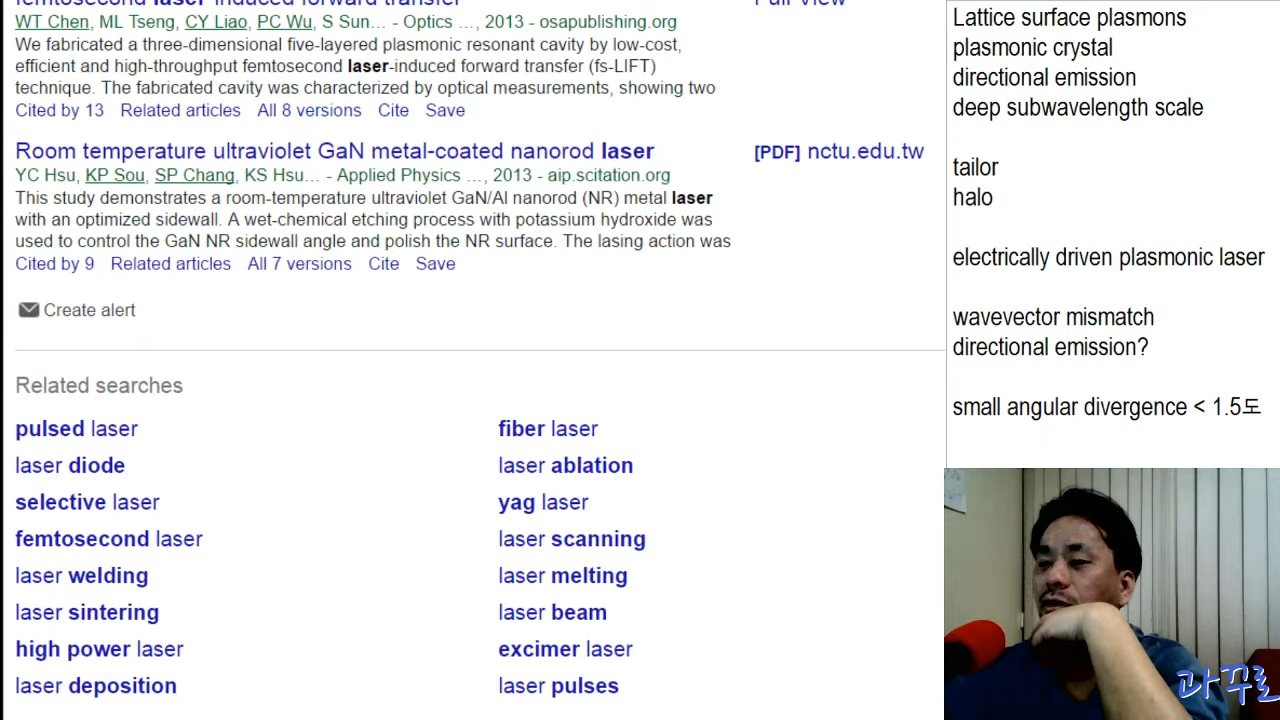 femtosecond laser-induced forward transfer
Full View
WT Chen, ML Tseng, CY Liao, PC Wu, S Sun… - Optics …, 2013 - osapublishing.org
We fabricated a three-dimensional five-layered plasmonic resonant cavity by low-cost,
efficient and high-throughput femtosecond laser-induced forward transfer (fs-LIFT)
technique. The fabricated cavity was characterized by optical measurements, showing two
Cited by 13 Related articles All 8 versions Cite Save
Room temperature ultraviolet GaN metal-coated nanorod laser
[PDF] nctu.edu.tw
YC Hsu, KP Sou, SP Chang, KS Hsu… - Applied Physics …, 2013 - aip.scitation.org
This study demonstrates a room-temperature ultraviolet GaN/Al nanorod (NR) metal laser
with an optimized sidewall. A wet-chemical etching process with potassium hydroxide was
used to control the GaN NR sidewall angle and polish the NR surface. The lasing action was
Cited by 9 Related articles All 7 versions Cite Save
Create alert
Related searches
pulsed laser
fiber laser
laser diode
laser ablation
selective laser
yag laser
femtosecond laser
laser scanning
laser welding
laser melting
laser sintering
laser beam
high power laser
excimer laser
laser deposition
laser pulses
Lattice surface plasmons
plasmonic crystal
directional emission
deep subwavelength scale
tailor
halo
electrically driven plasmonic laser
wavevector mismatch
directional emission?
small angular divergence < 1.5도
과꾸로